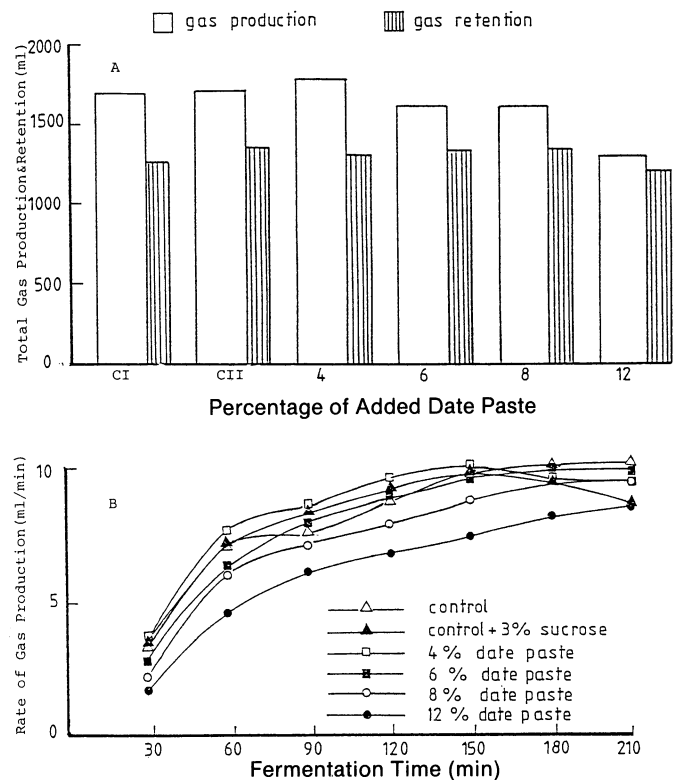 gas production gas retention
Total Gas Production&Retention(ml)
2000
1500
1000
500
0
A
CI CII 4 6 8 12
Percentage of Added Date Paste
Rate of Gas Production(ml/min)
10
5
0
B
control
control+3% sucrose
4% date paste
6 % date paste
8% date paste
12 % date paste
30 60 90 120 150 180 210
Fermentation Time (min)